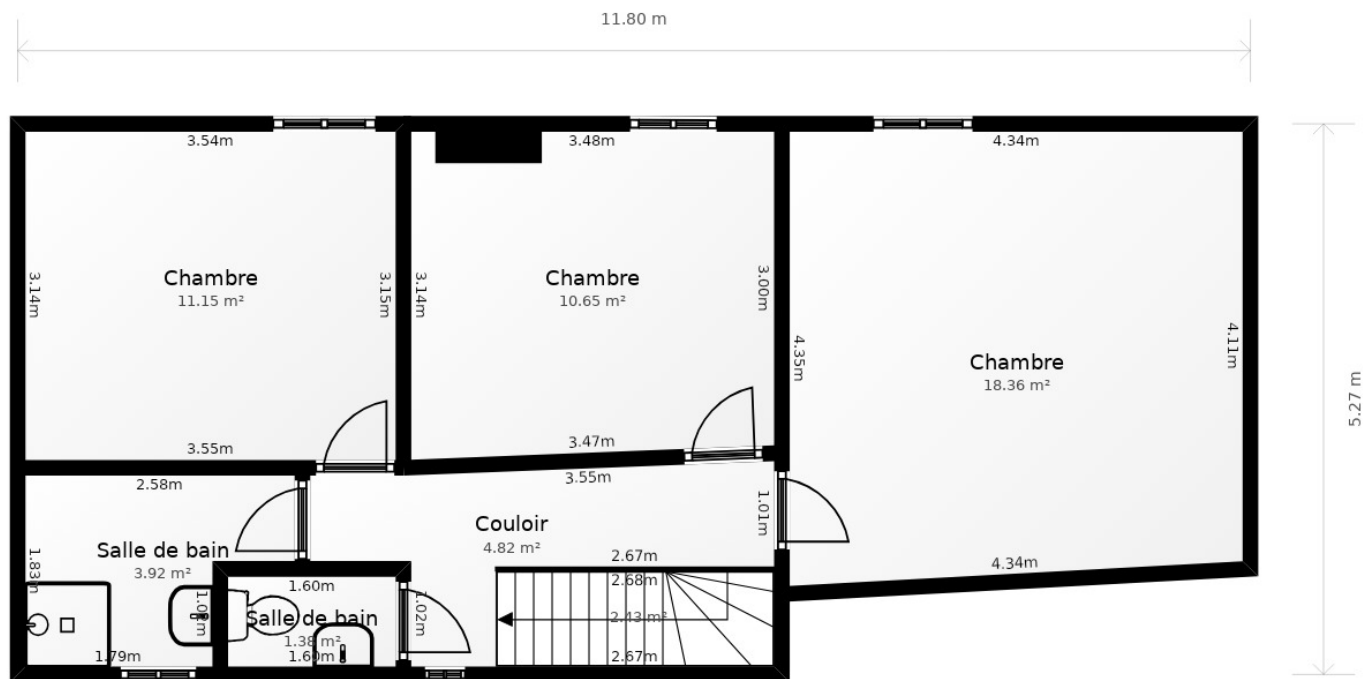 11.80 m
3.54m
3.48m
4.34m
Chambre
11.15 m²
Chambre
10.65 m²
3.14m
3.15m
3.14m
3.00m
4.35m
4.11m
Chambre
18.36 m²
5.27 m
3.55m
3.47m
2.58m
3.55m
1.01m
Couloir
4.82 m²
Salle de bain
3.92 m²
1.83m
2.67m
4.34m
1.60m
2.68m
Salle de bain
1.38 m²
1.02m
2.43 m²
1.79m
1.60m
2.67m